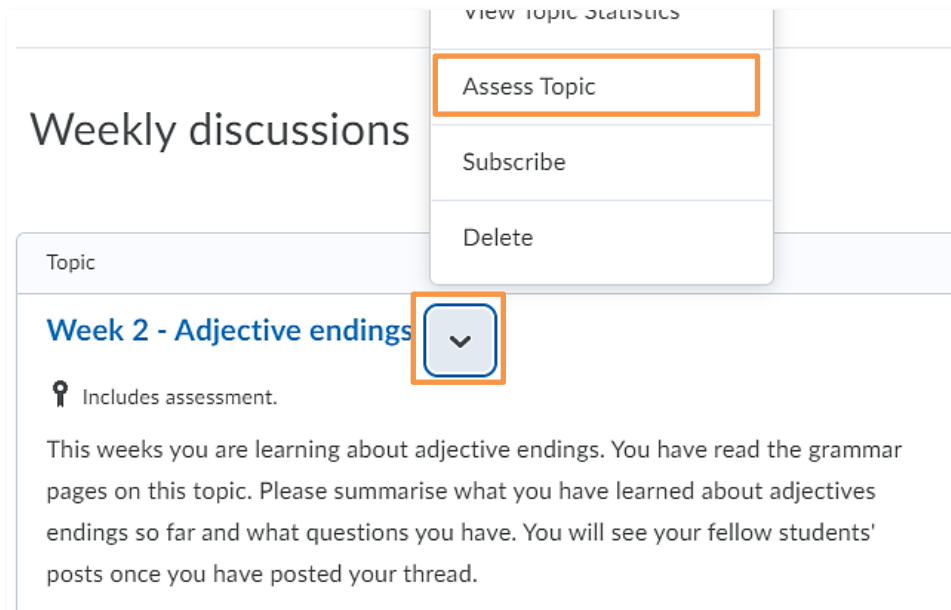 View Topic Statistics
Assess Topic
Weekly discussions
Subscribe
Delete
Topic
Week 2 - Adjective endings
Includes assessment.
This weeks you are learning about adjective endings. You have read the grammar
pages on this topic. Please summarise what you have learned about adjectives
endings so far and what questions you have. You will see your fellow students'
posts once you have posted your thread.